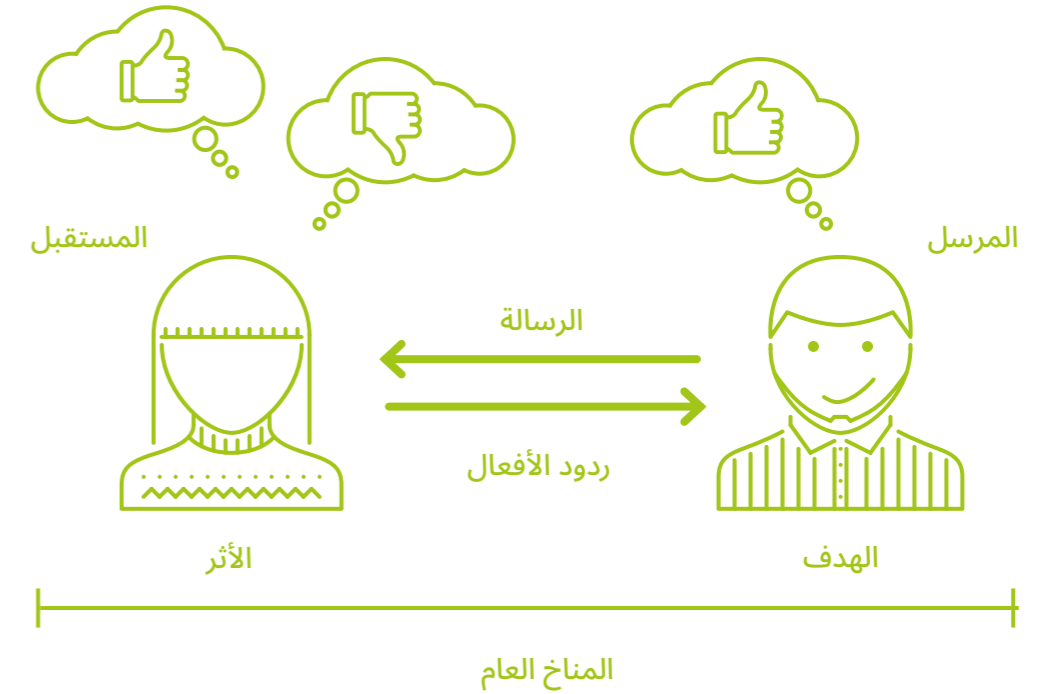 المرسل
المستقبل
الرسالة
ردود الأفعال
الهدف
الأثر
المناخ العام